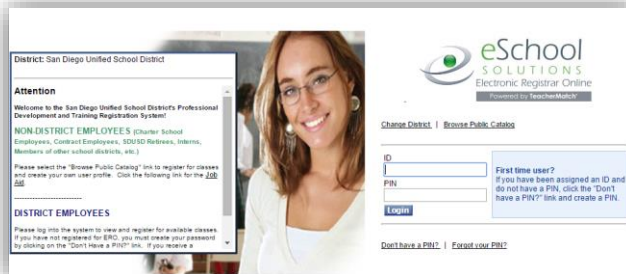 District: San Diego Unified School District
Attention
Welcome to the San Diego Unified School District's Professional
Development and Training Registration System!
NON-DISTRICT EMPLOYEES (Charter School
Employees, Contract Employees, SDUSD Retirees, Interns,
Members of other school districts, etc.)
Please select the "Browse Public Catalog" link to register for classes
and create your own user profile. Click the following link for the Job
Aid.
------------------------
DISTRICT EMPLOYEES
Please log into the system to view and register for available classes.
If you have not registered for ERO, you must create your password
by clicking on the "Don't Have a PIN?" link. If you receive a
eSchool
SOLUTIONS
Electronic Registrar Online
Powered by TeacherMatch
Change District | Browse Public Catalog
ID
PIN
Login
First time user?
If you have been assigned an ID and
do not have a PIN, click the "Don't
have a PIN?" link and create a PIN.
Don't have a PIN? | Forgot your PIN?